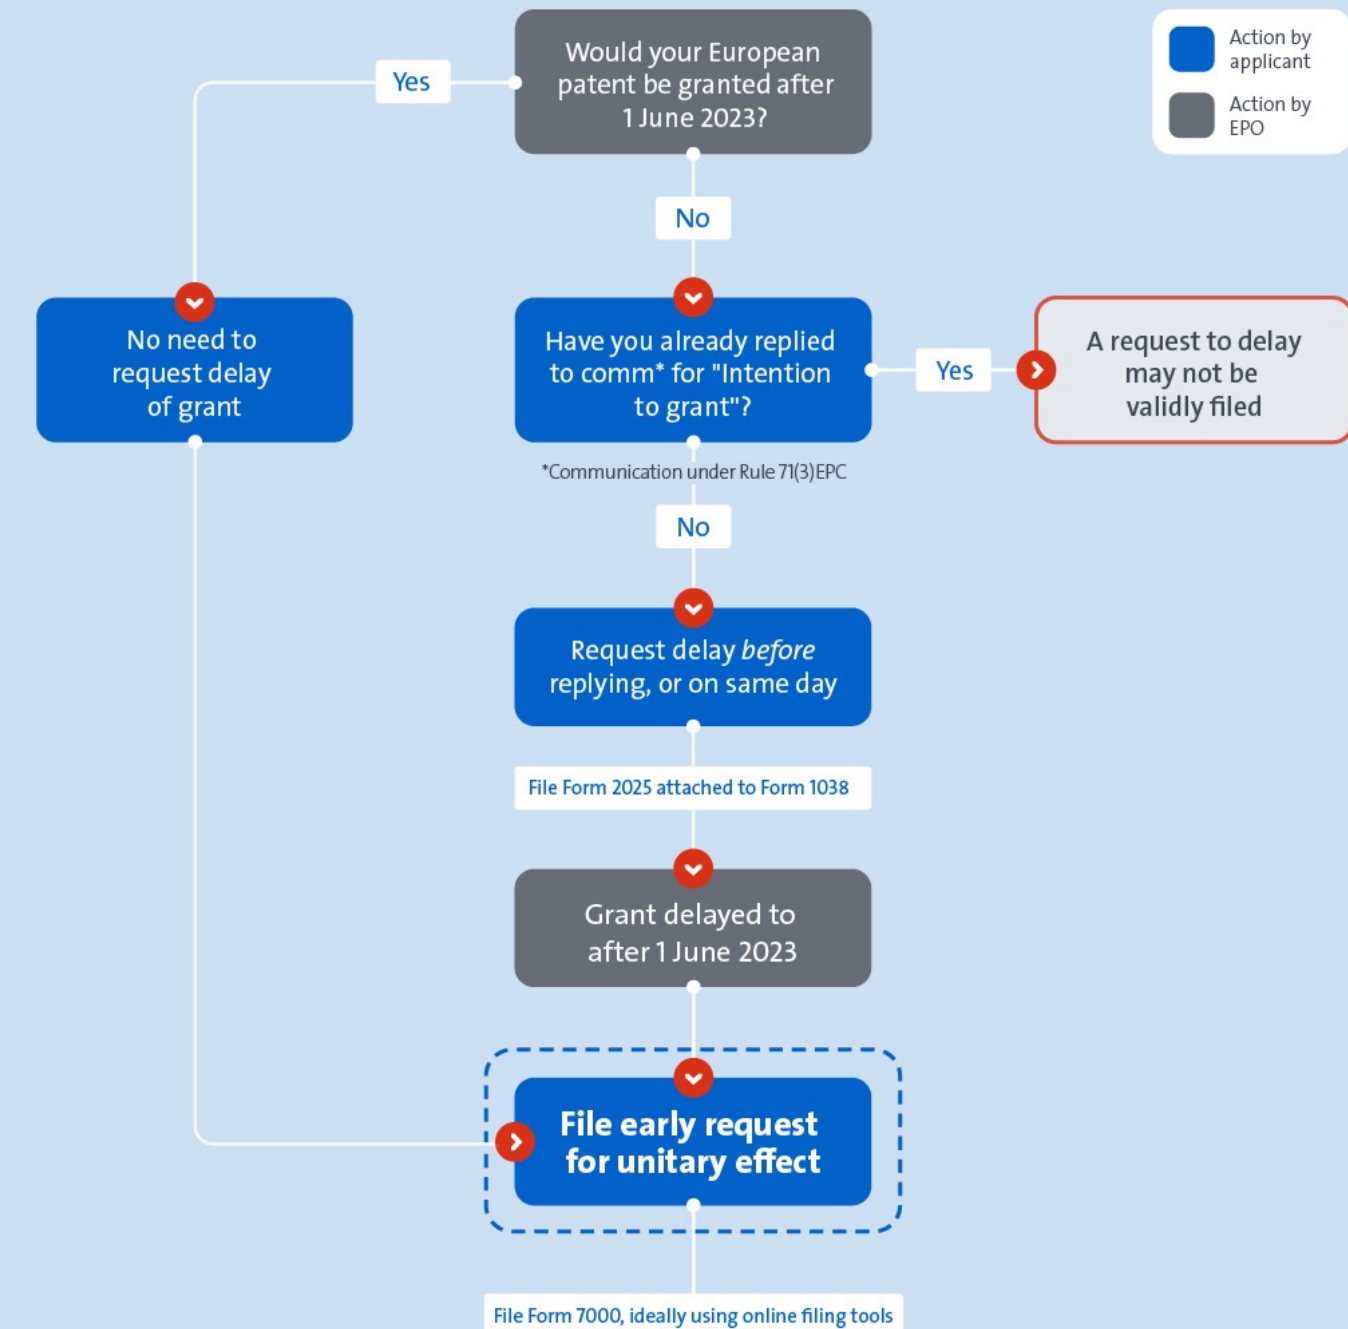 Would your European
patent be granted after
1 June 2023?
Action by
applicant
Action by
EPO
Yes
No
No need to
request delay
of grant
Have you already replied
to comm* for "Intention
to grant"?
Yes
A request to delay
may not be
validly filed
*Communication under Rule 71(3)EPC
No
Request delay before
replying, or on same day
File Form 2025 attached to Form 1038
Grant delayed to
after 1 June 2023
File early request
for unitary effect
File Form 7000, ideally using online filing tools